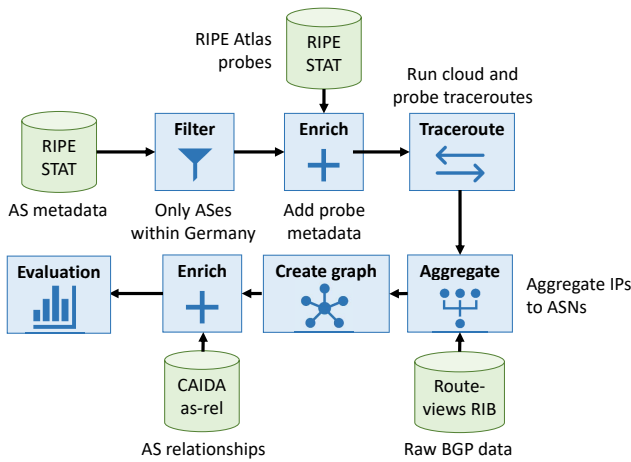 RIPE Atlas
probes
RIPE
STAT
Run cloud and
probe traceroutes
RIPE
STAT
AS metadata
Filter
Only ASes
within Germany
Enrich
Add probe
metadata
Traceroute
Evaluation
Enrich
Create graph
Aggregate
Aggregate IPs
to ASNs
CAIDA
as-rel
AS relationships
Route-
views RIB
Raw BGP data